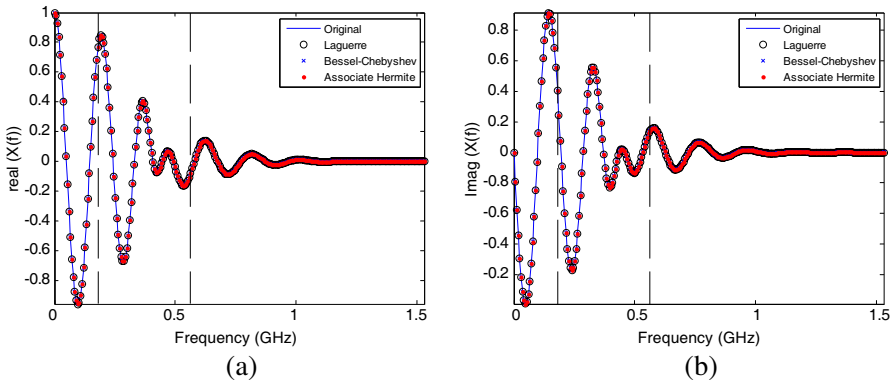 real (X(f))
1
0.8
0.6
0.4
0.2
0
-0.2
-0.4
-0.6
-0.8
Original
Laguerre
Bessel-Chebyshev
Associate Hermite
0
0.5
1
1.5
Frequency (GHz)
(a)
Imag (X(f))
0.8
0.6
0.4
0.2
0
-0.8
-0.6
-0.4
-0.2
Original
Laguerre
Bessel-Chebyshev
Associate Hermite
0
0.5
1
1.5
Frequency (GHz)
(b)